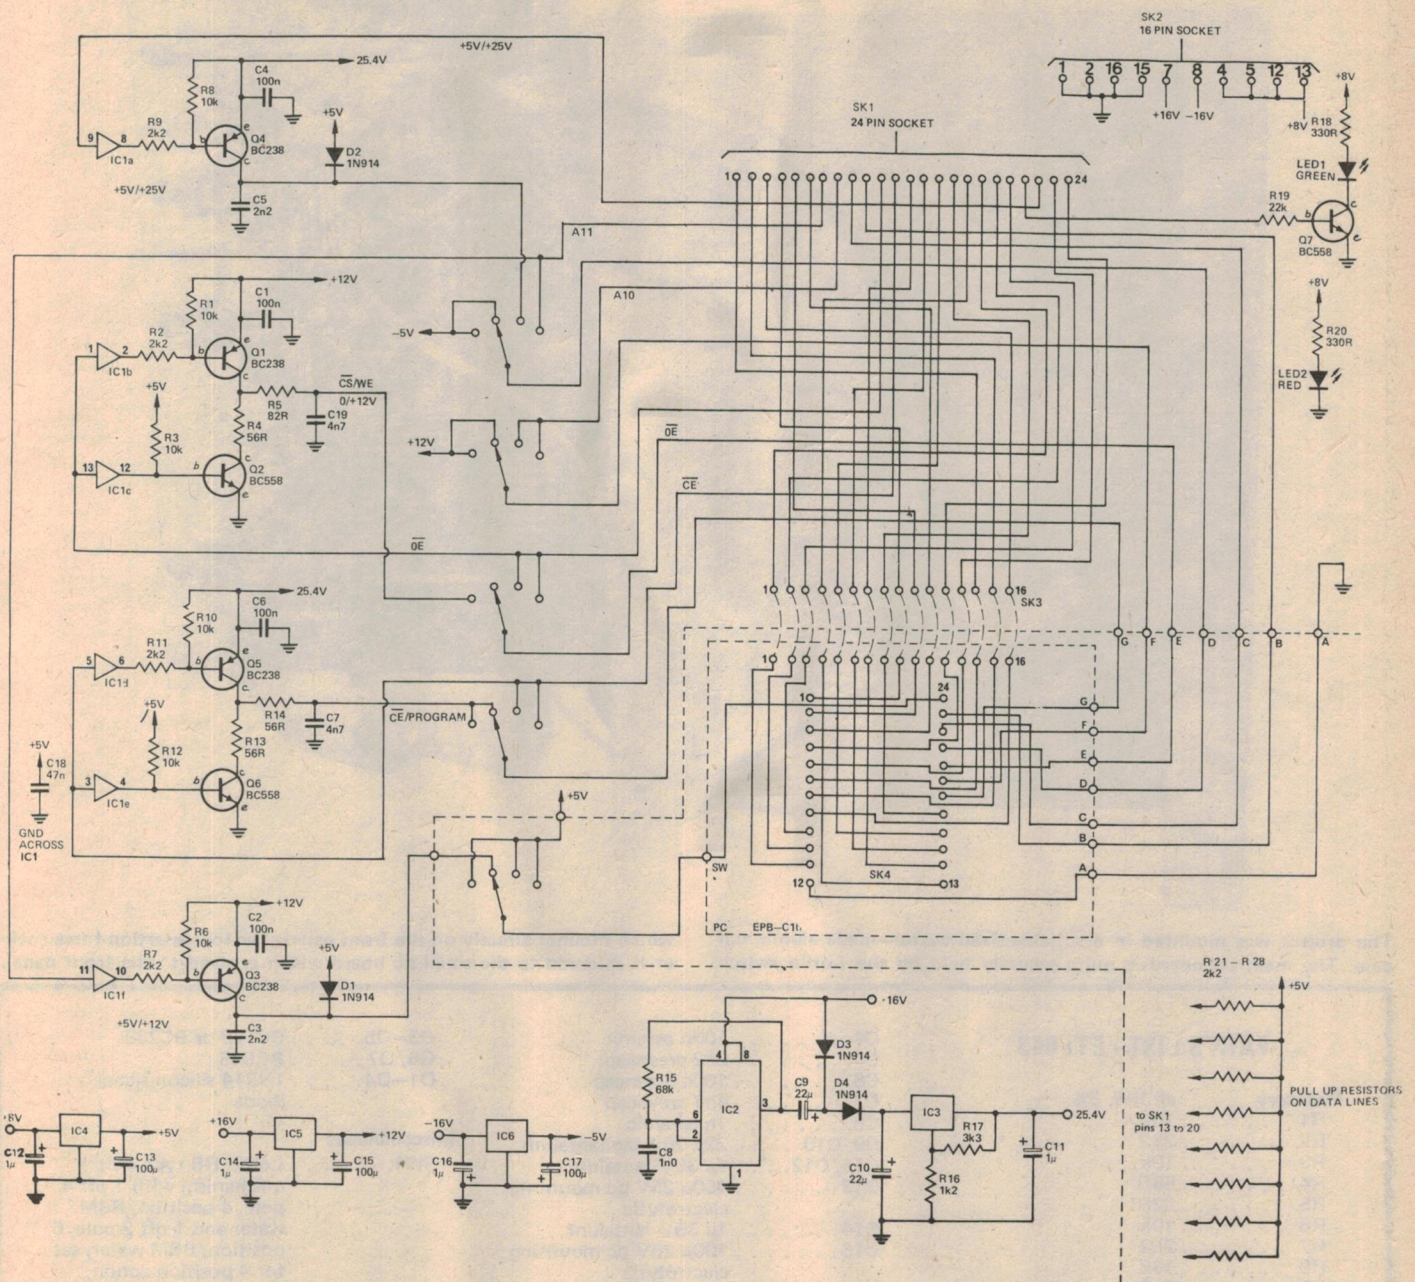 SK2
16 PIN SOCKET
1 2 16 15 7 8 4 5 12 13
+16V -16V
+8V
+8V
R18
330R
LED1
GREEN
R19
22k
b
c
e
Q7
BC558
+8V
R20
330R
LED2
RED
+5V/+25V
25.4V
C4
100n
R8
10k
R9
2k2
9
8
IC1a
b
e
c
Q4
BC238
+5V
D2
1N914
+5V/+25V
C5
2n2
SK1
24 PIN SOCKET
1
24
A11
A10
+12V
R1
10k
C1
100n
R2
2k2
1
2
IC1b
b
e
c
Q1
BC238
+5V
R5
82R
CS/WE
0/+12V
C19
4n7
R4
56R
R3
10k
13
12
IC1c
b
c
e
Q2
BC558
-5V
+12V
OE
CE
OE
25.4V
R10
10k
C6
100n
R11
2k2
5
6
IC1d
b
e
c
Q5
BC238
R14
56R
C7
4n7
CE/PROGRAM
+5V
R12
10k
R13
56R
3
4
IC1e
b
c
e
Q6
BC558
+5V
C18
47n
GND
ACROSS
IC1
1
16
SK3
G F E D C B A
1
16
1
24
G
F
E
D
C
B
A
SK4
12
13
SW
PC EPB-C1
+5V
+12V
R6
10k
C2
100n
R7
2k2
11
10
IC1f
b
e
c
Q3
BC238
+5V
D1
1N914
+5V/+12V
C3
2n2
R 21 - R 28
2k2
+5V
PULL UP RESISTORS
ON DATA LINES
to SK1
pins 13 to 20
16V
D3
1N914
R15
68k
4
8
IC2
3
6
2
1
C8
1n0
C9
22µ
+
D4
1N914
C10
22µ
+
IC3
R17
3k3
R16
1k2
25.4V
C11
1µ
+
+8V
IC4
+5V
C12
1µ
+
C13
100µ
+
+16V
IC5
+12V
C14
1µ
+
C15
100µ
+
-16V
IC6
-5V
C16
1µ
+
C17
100µ
+